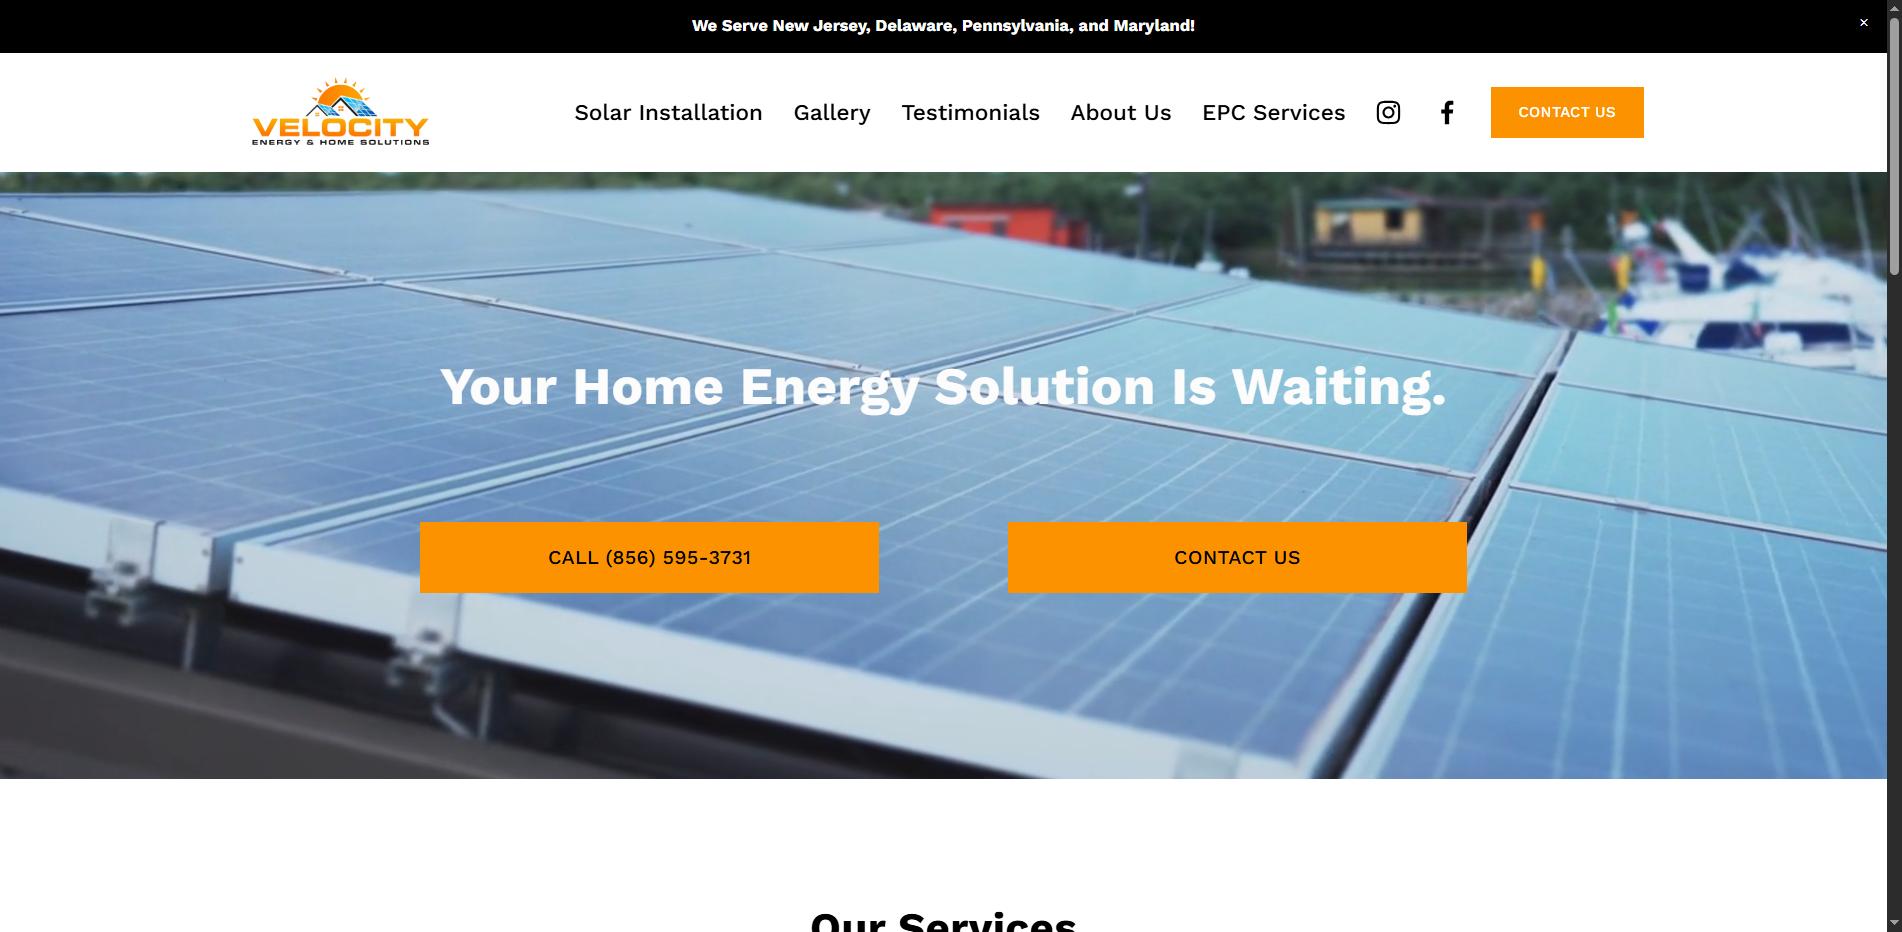 We Serve New Jersey, Delaware, Pennsylvania, and Maryland!
×
VELOCITY
ENERGY & HOME SOLUTIONS
Solar Installation
Gallery
Testimonials
About Us
EPC Services
CONTACT US
Your Home Energy Solution Is Waiting.
CALL (856) 595-3731
CONTACT US
Our Services